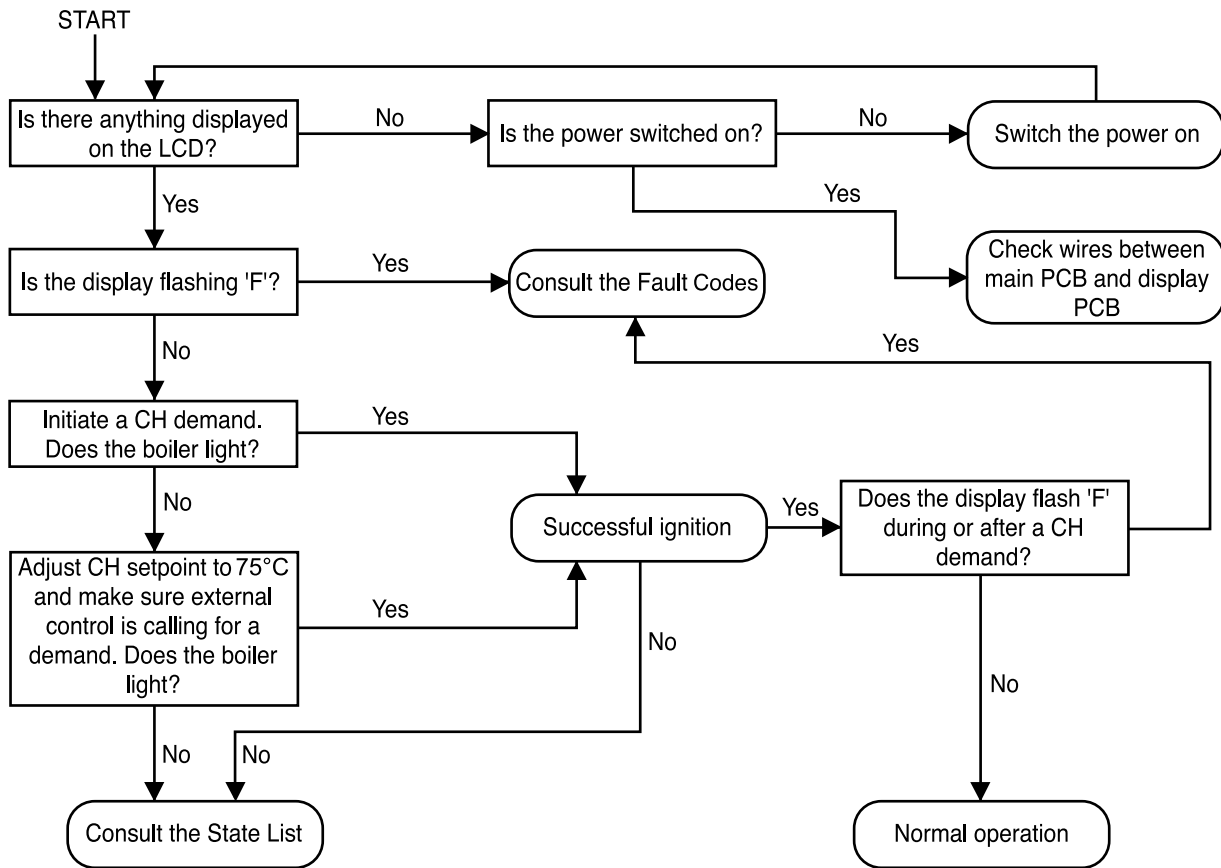 START
Is there anything displayed
on the LCD?
No
Is the power switched on?
No
Switch the power on
Yes
Yes
Check wires between
main PCB and display
PCB
Is the display flashing 'F'?
Yes
Consult the Fault Codes
No
Yes
Initiate a CH demand.
Does the boiler light?
Yes
No
Successful ignition
Yes
Does the display flash 'F'
during or after a CH
demand?
Adjust CH setpoint to 75°C
and make sure external
control is calling for a
demand. Does the boiler
light?
Yes
No
No
No
No
Consult the State List
Normal operation